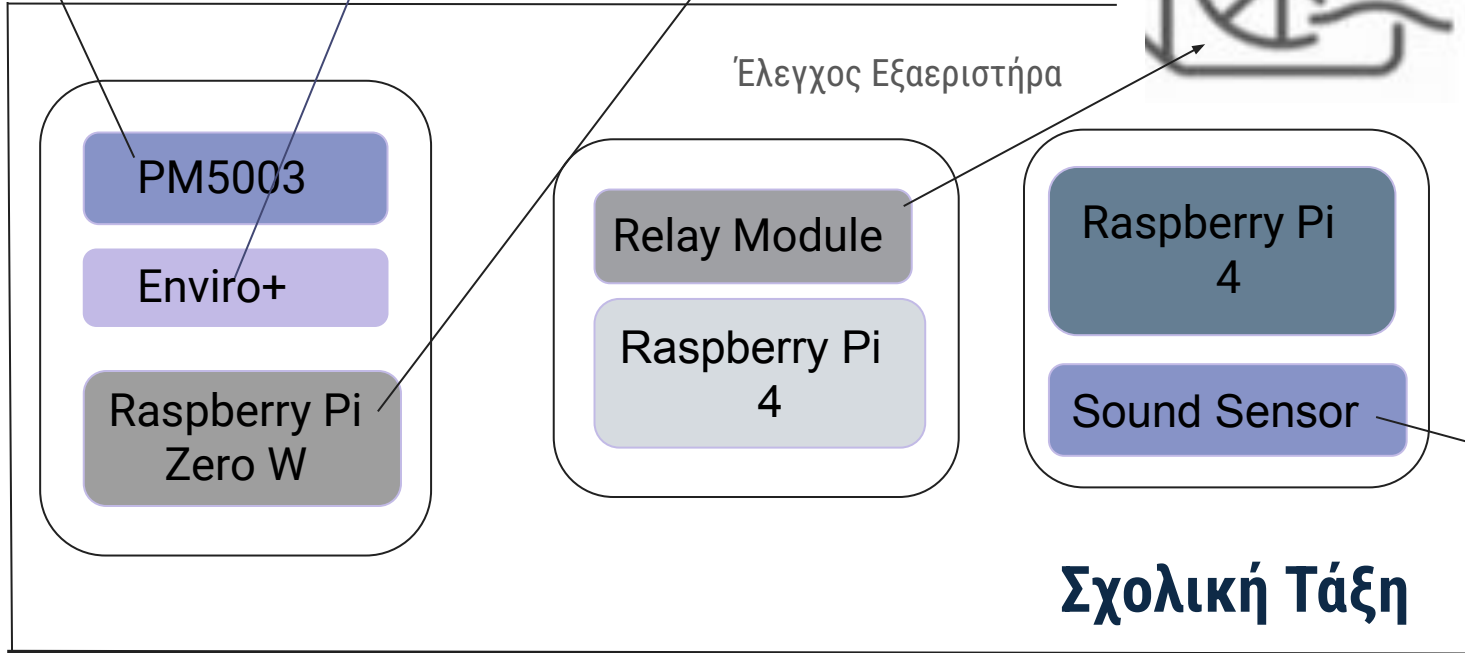 Έλεγχος Εξαεριστήρα
PM5003
Enviro+
Raspberry Pi
Zero W
Relay Module
Raspberry Pi
4
Raspberry Pi
4
Sound Sensor
Σχολική Τάξη